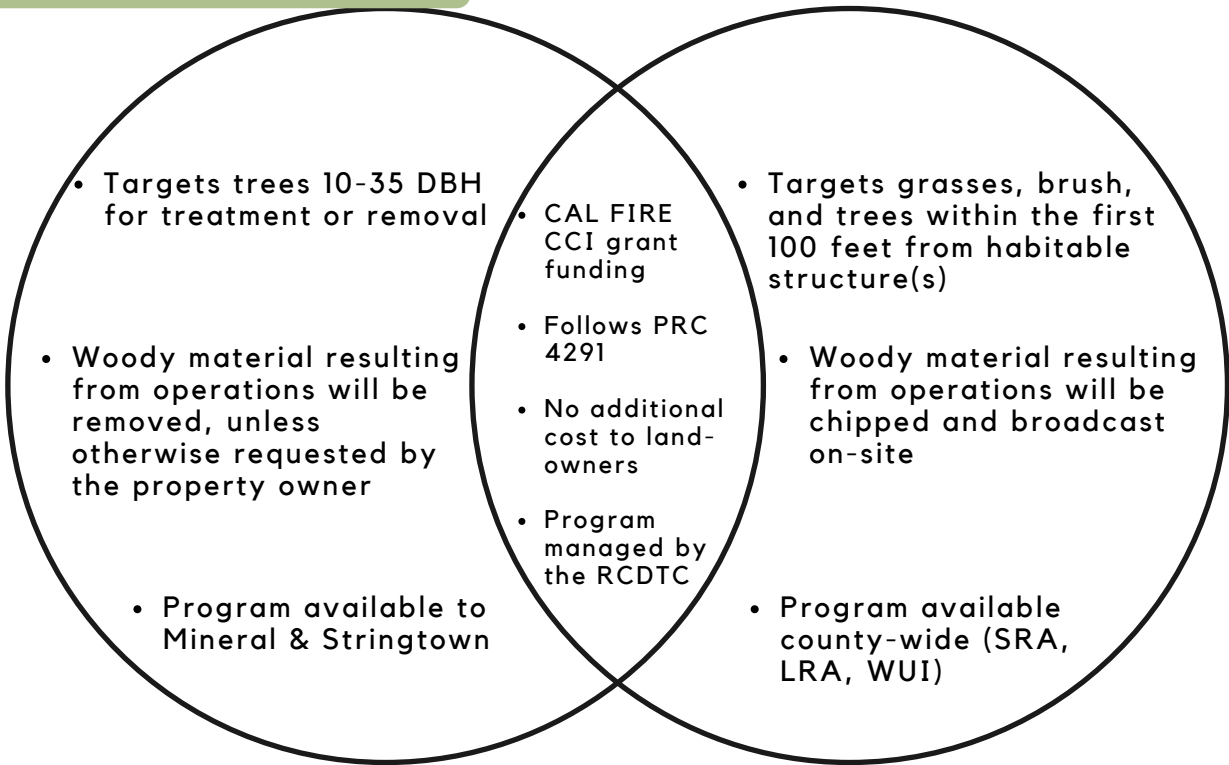 • Targets trees 10-35 DBH
for treatment or removal
• Woody material resulting
from operations will be
removed, unless
otherwise requested by
the property owner
• Program available to
Mineral & Stringtown
• CAL FIRE
CCI grant
funding
• Follows PRC
4291
• No additional
cost to land-
owners
• Program
managed by
the RCDTC
• Targets grasses, brush,
and trees within the first
100 feet from habitable
structure(s)
• Woody material resulting
from operations will be
chipped and broadcast
on-site
• Program available
county-wide (SRA,
LRA, WUI)